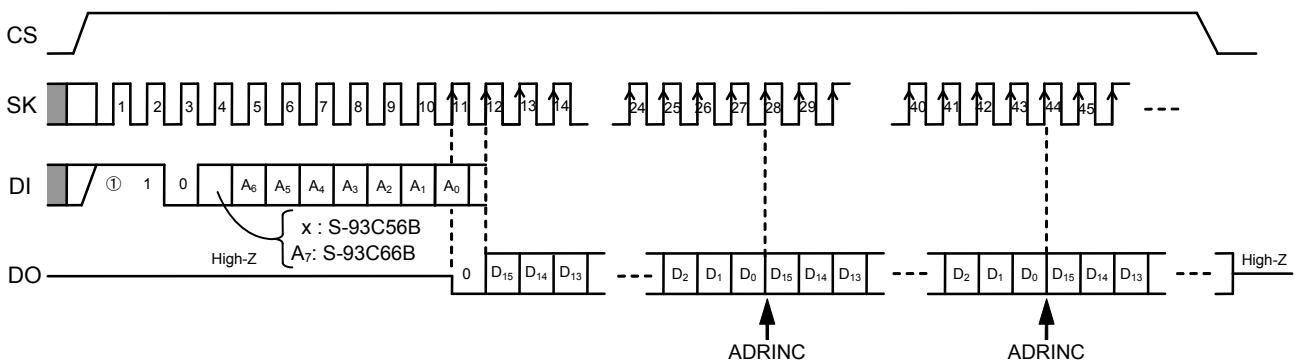 CS
SK 1 2 3 4 5 6 7 8 9 10 11 12 13 14 24 25 26 27 28 29 40 41 42 43 44 45
DI ① 1 0 A6 A5 A4 A3 A2 A1 A0
x : S-93C56B
A7: S-93C66B
High-Z
DO 0 D15 D14 D13 D2 D1 D0 D15 D14 D13 D2 D1 D0 D15 D14 D13 High-Z
ADRINC ADRINC